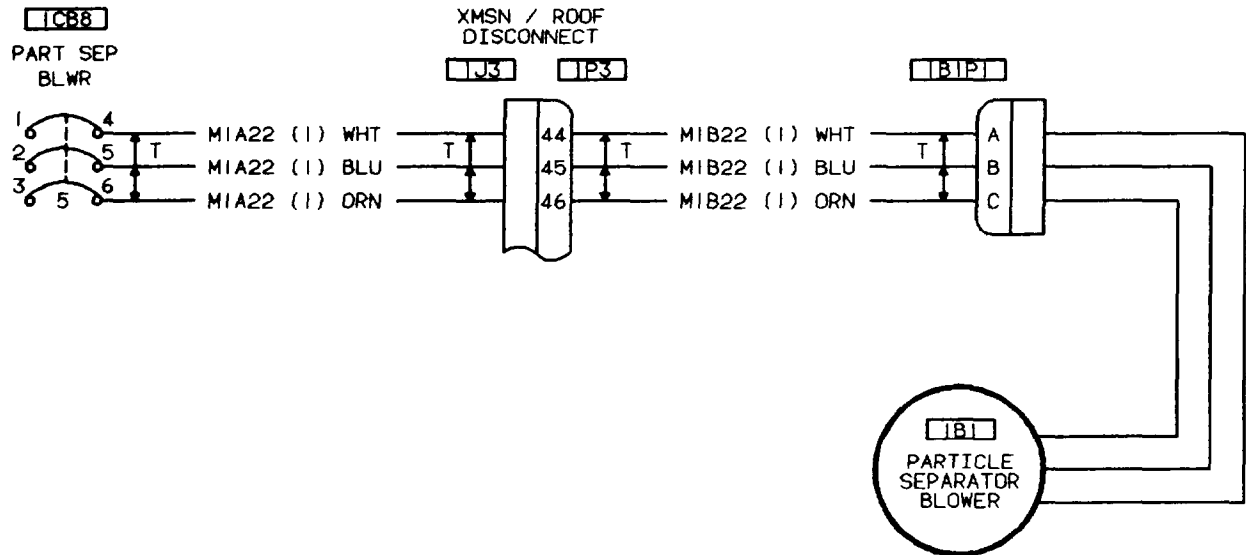 1CB8
PART SEP
BLWR
XMSN / ROOF
DISCONNECT
1J3
1P3
1B1P1
1 4
2 5
3 5 6
T
M1A22 (1) WHT
M1A22 (1) BLU
M1A22 (1) ORN
T
44
45
46
T
M1B22 (1) WHT
M1B22 (1) BLU
M1B22 (1) ORN
T
A
B
C
1B1
PARTICLE
SEPARATOR
BLOWER